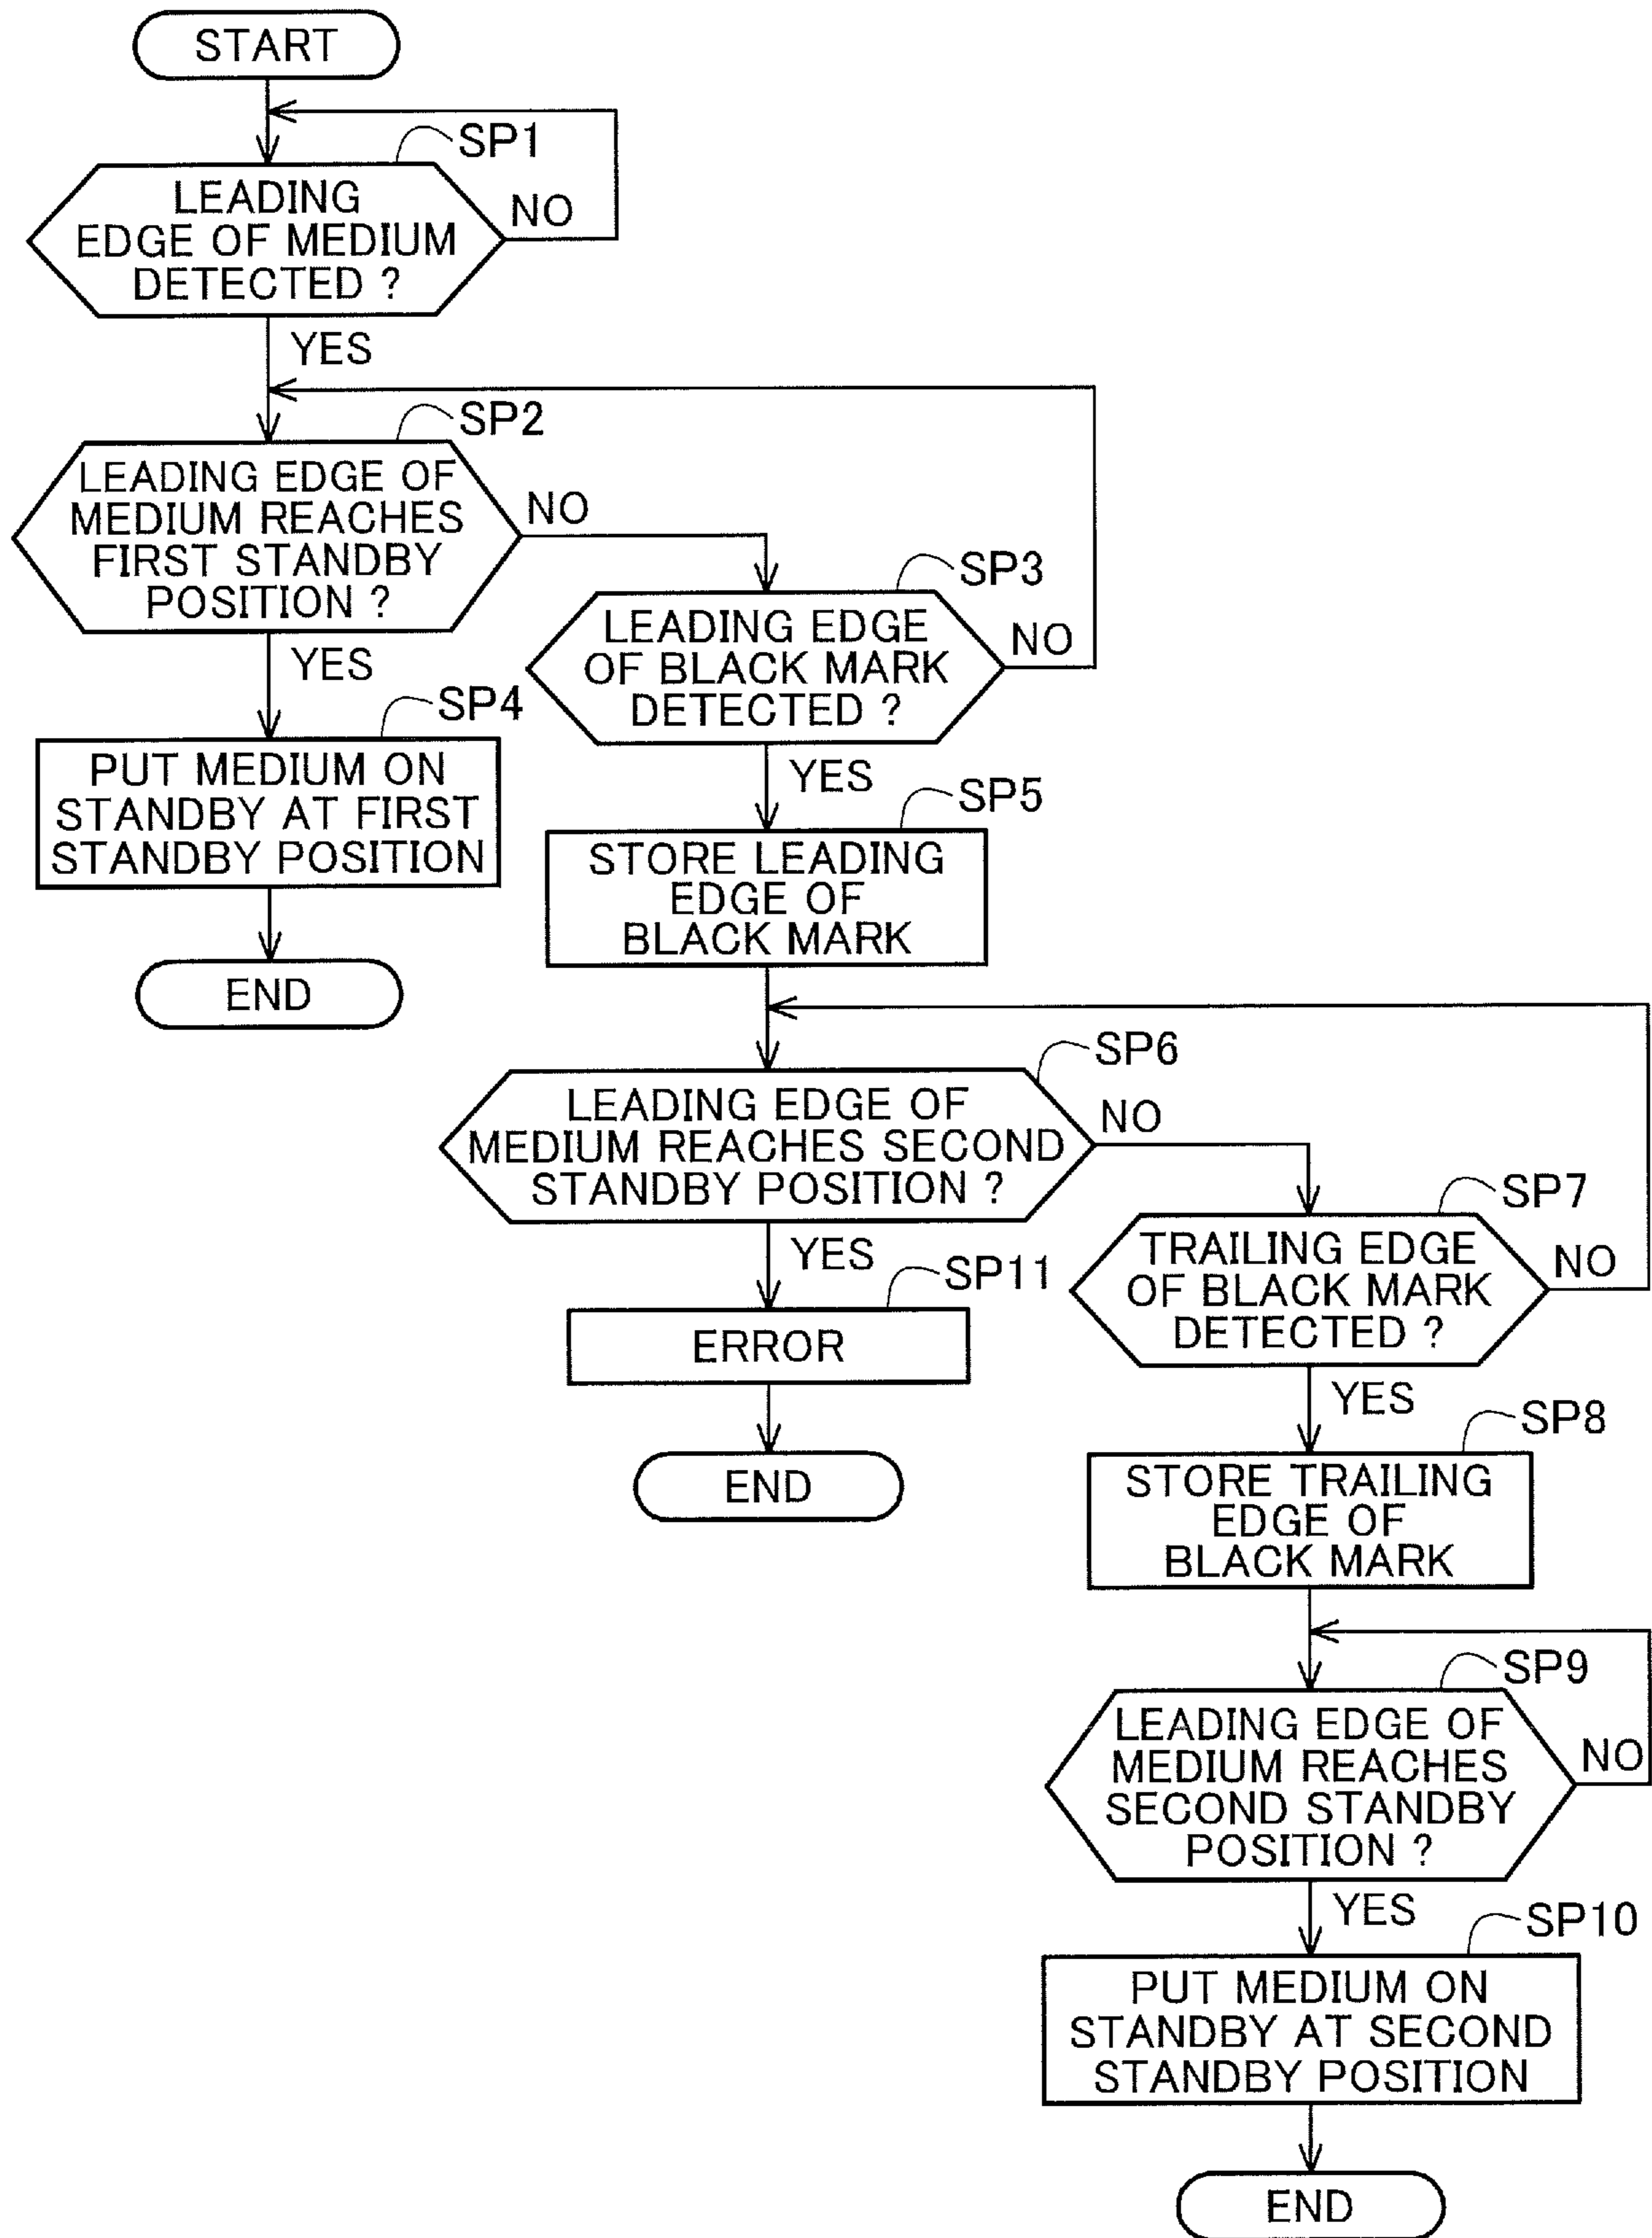 START
SP1
LEADING
EDGE OF MEDIUM
DETECTED ?
NO
YES
SP2
LEADING EDGE OF
MEDIUM REACHES
FIRST STANDBY
POSITION ?
NO
YES
SP3
LEADING EDGE
OF BLACK MARK
DETECTED ?
NO
YES
SP4
PUT MEDIUM ON
STANDBY AT FIRST
STANDBY POSITION
END
SP5
STORE LEADING
EDGE OF
BLACK MARK
SP6
LEADING EDGE OF
MEDIUM REACHES SECOND
STANDBY POSITION ?
NO
YES
SP11
ERROR
END
SP7
TRAILING EDGE
OF BLACK MARK
DETECTED ?
NO
YES
SP8
STORE TRAILING
EDGE OF
BLACK MARK
SP9
LEADING EDGE OF
MEDIUM REACHES
SECOND STANDBY
POSITION ?
NO
YES
SP10
PUT MEDIUM ON
STANDBY AT SECOND
STANDBY POSITION
END